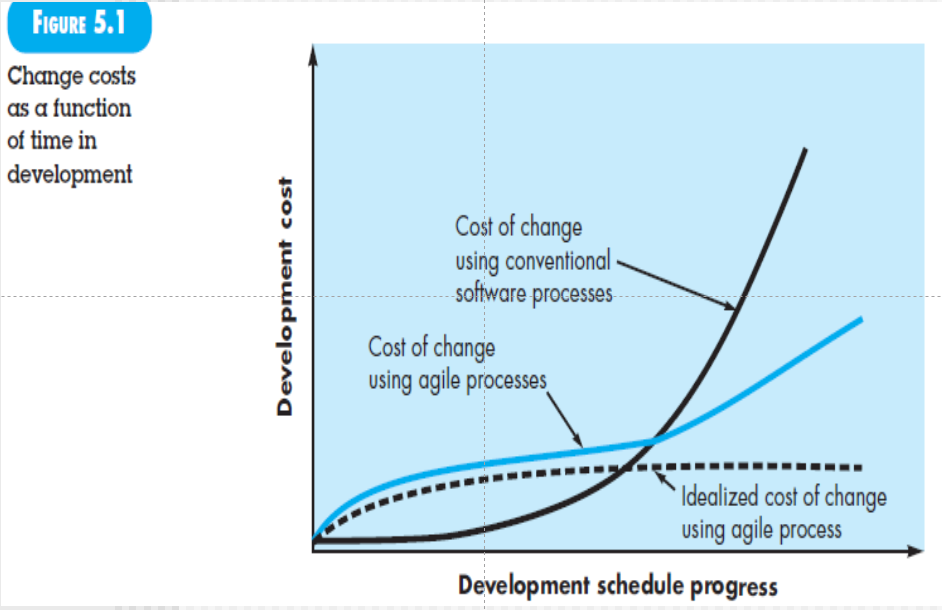 FIGURE 5.1
Change costs
as a function
of time in
development
Development cost
Cost of change
using conventional
software processes
Cost of change
using agile processes
Idealized cost of change
using agile process
Development schedule progress